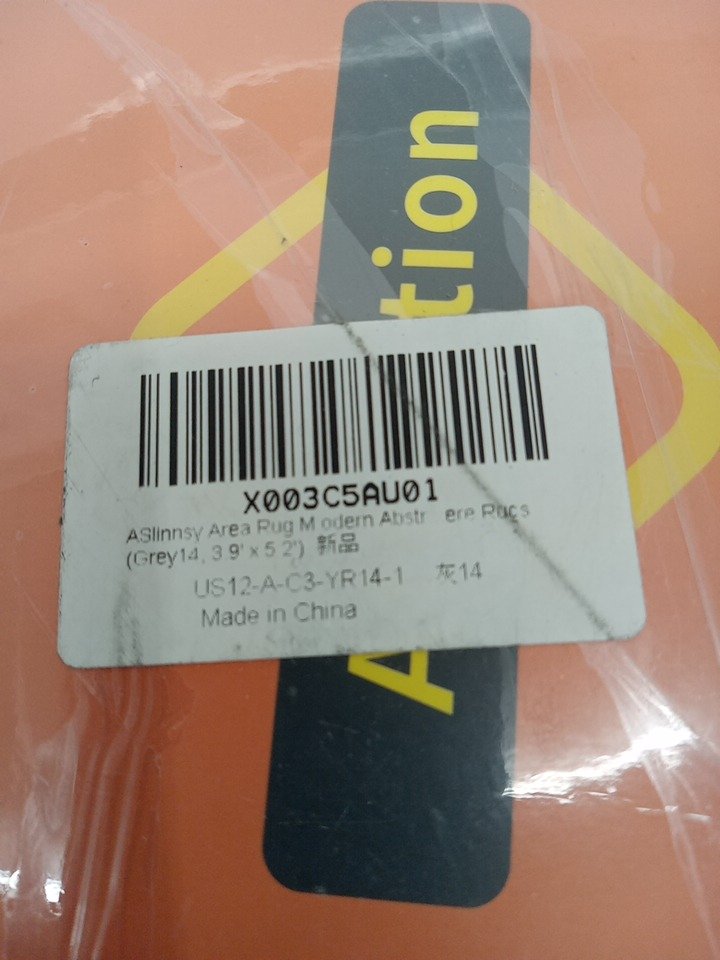 X003C5AU01
ASlinnsy Area Rug Modern Abstr ere Rugs
(Grey14, 3.9' x 5.2') 新品
US12-A-C3-YR14-1 灰14
Made in China
A tion